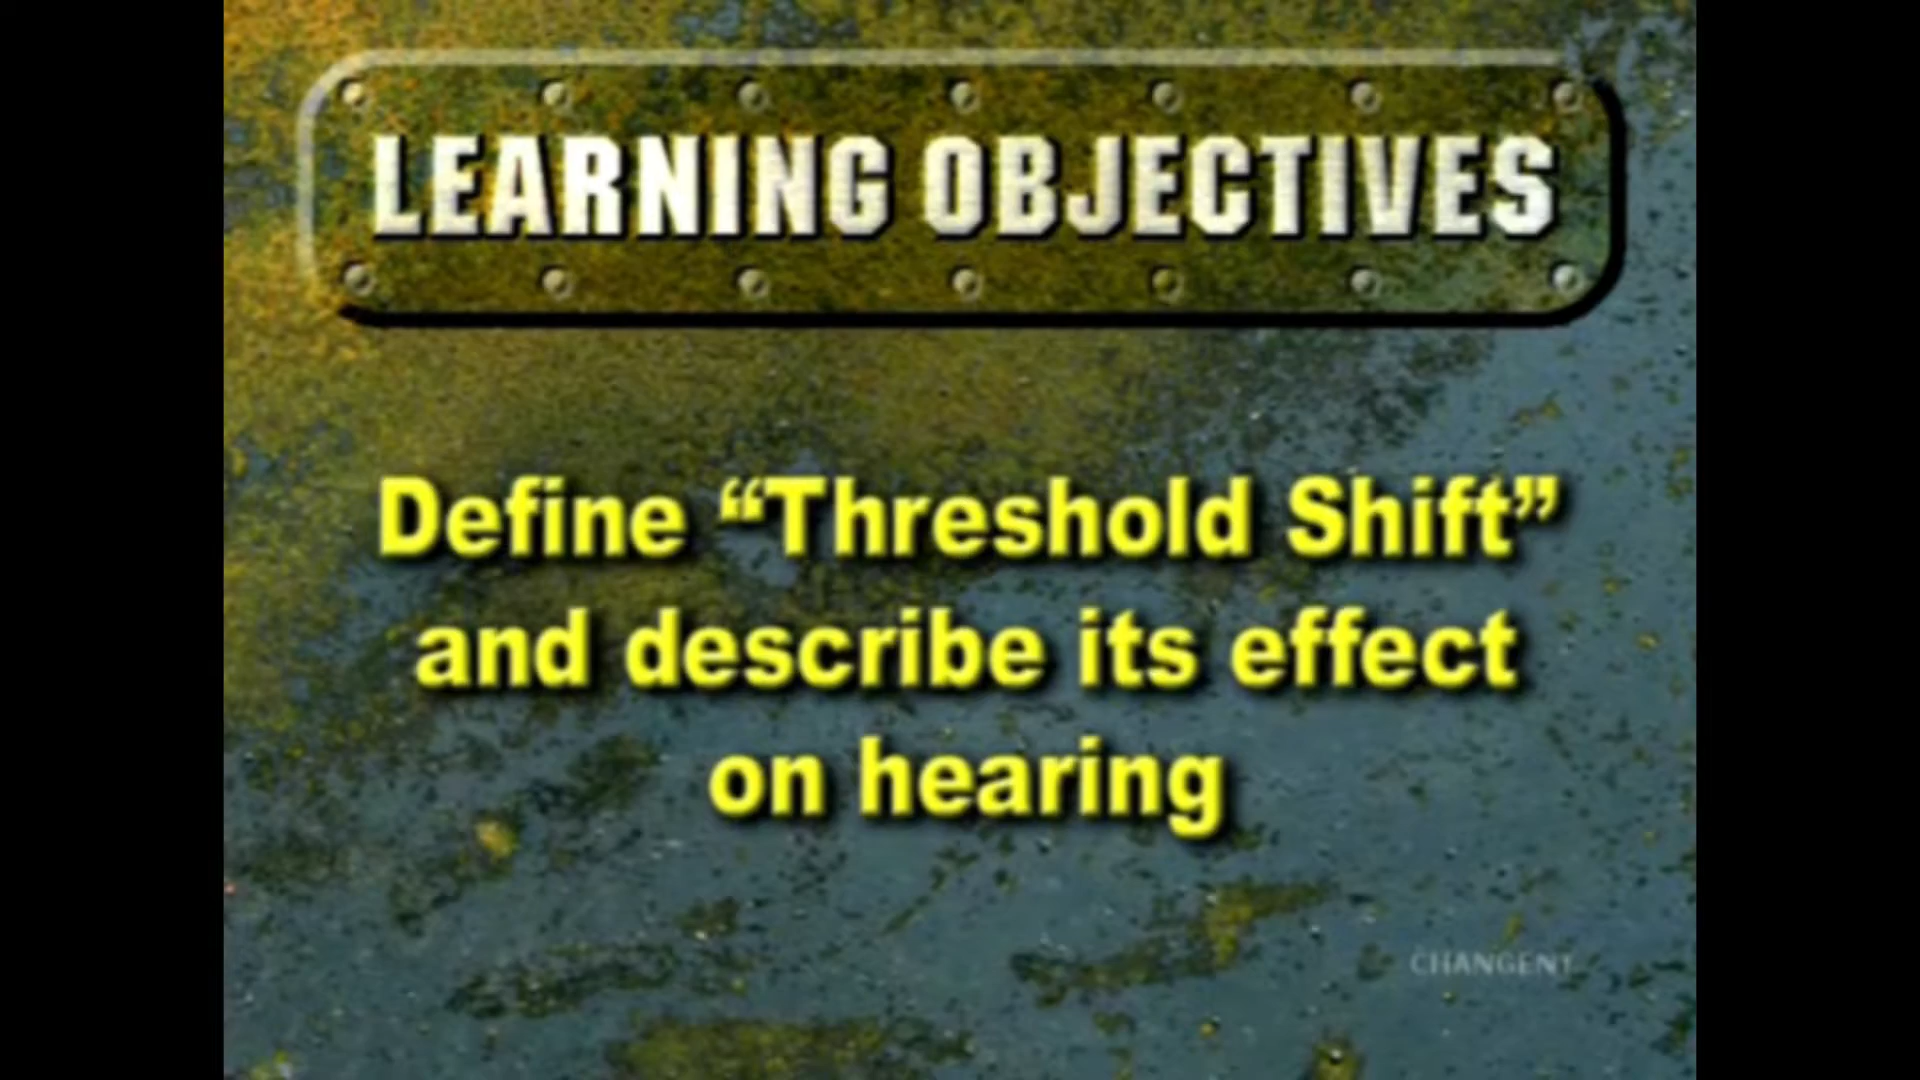 LEARNING OBJECTIVES
Define “Threshold Shift”
and describe its effect
on hearing
CHANGENT